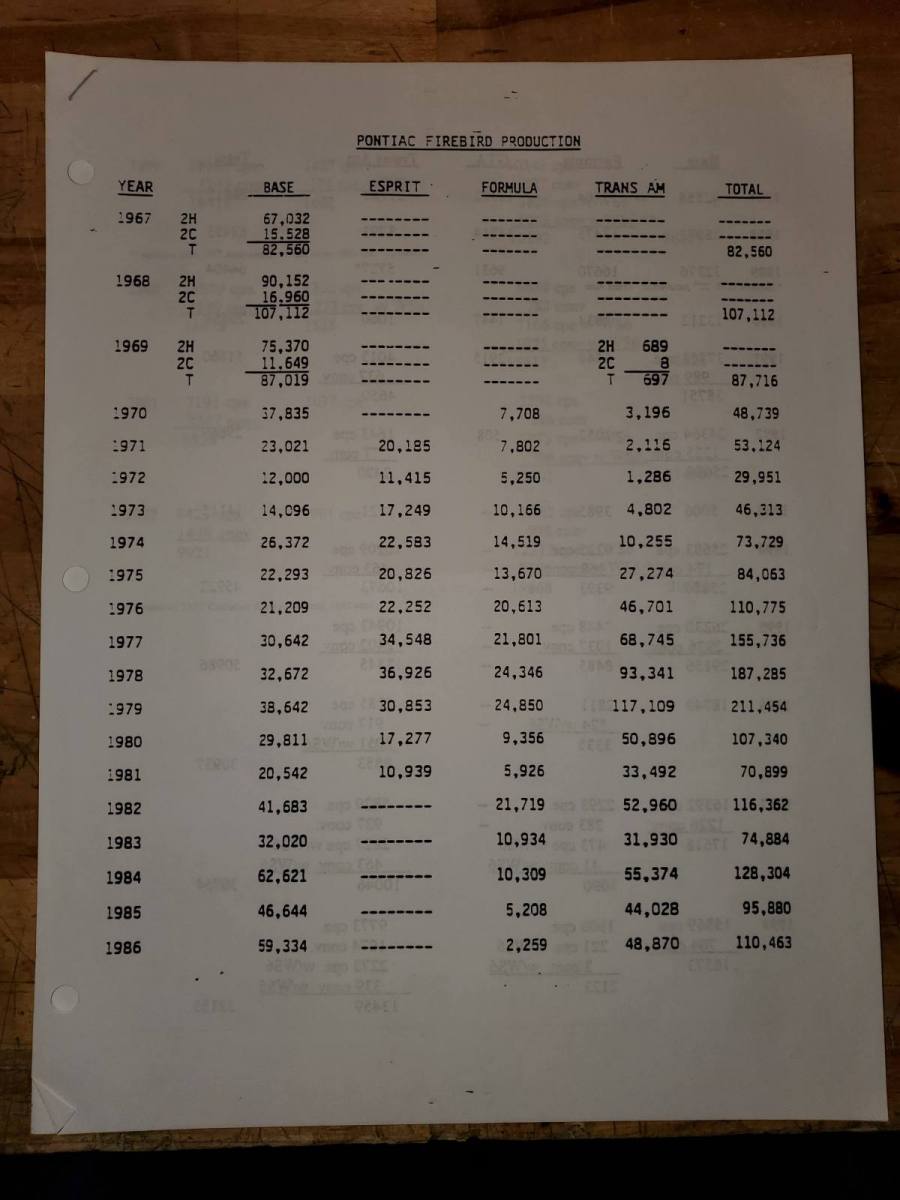 PONTIAC FIREBIRD PRODUCTION
YEAR BASE ESPRIT FORMULA TRANS AM TOTAL
1967 2H 67,032 -------- ------- --------- -------
2C 15,528 -------- ------- --------- -------
T 82,560 -------- ------- --------- 82,560
1968 2H 90,152 -------- ------- --------- -------
2C 16,960 -------- ------- --------- -------
T 107,112 -------- ------- --------- 107,112
1969 2H 75,370 -------- ------- 2H 689 -------
2C 11,649 -------- ------- 2C 8 -------
T 87,019 -------- ------- T 697 87,716
1970 37,835 -------- 7,708 3,196 48,739
1971 23,021 20,185 7,802 2,116 53,124
1972 12,000 11,415 5,250 1,286 29,951
1973 14,096 17,249 10,166 4,802 46,313
1974 26,372 22,583 14,519 10,255 73,729
1975 22,293 20,826 13,670 27,274 84,063
1976 21,209 22,252 20,613 46,701 110,775
1977 30,642 34,548 21,801 68,745 155,736
1978 32,672 36,926 24,346 93,341 187,285
1979 38,642 30,853 24,850 117,109 211,454
1980 29,811 17,277 9,356 50,896 107,340
1981 20,542 10,939 5,926 33,492 70,899
1982 41,683 -------- 21,719 52,960 116,362
1983 32,020 -------- 10,934 31,930 74,884
1984 62,621 -------- 10,309 55,374 128,304
1985 46,644 -------- 5,208 44,028 95,880
1986 59,334 -------- 2,259 48,870 110,463